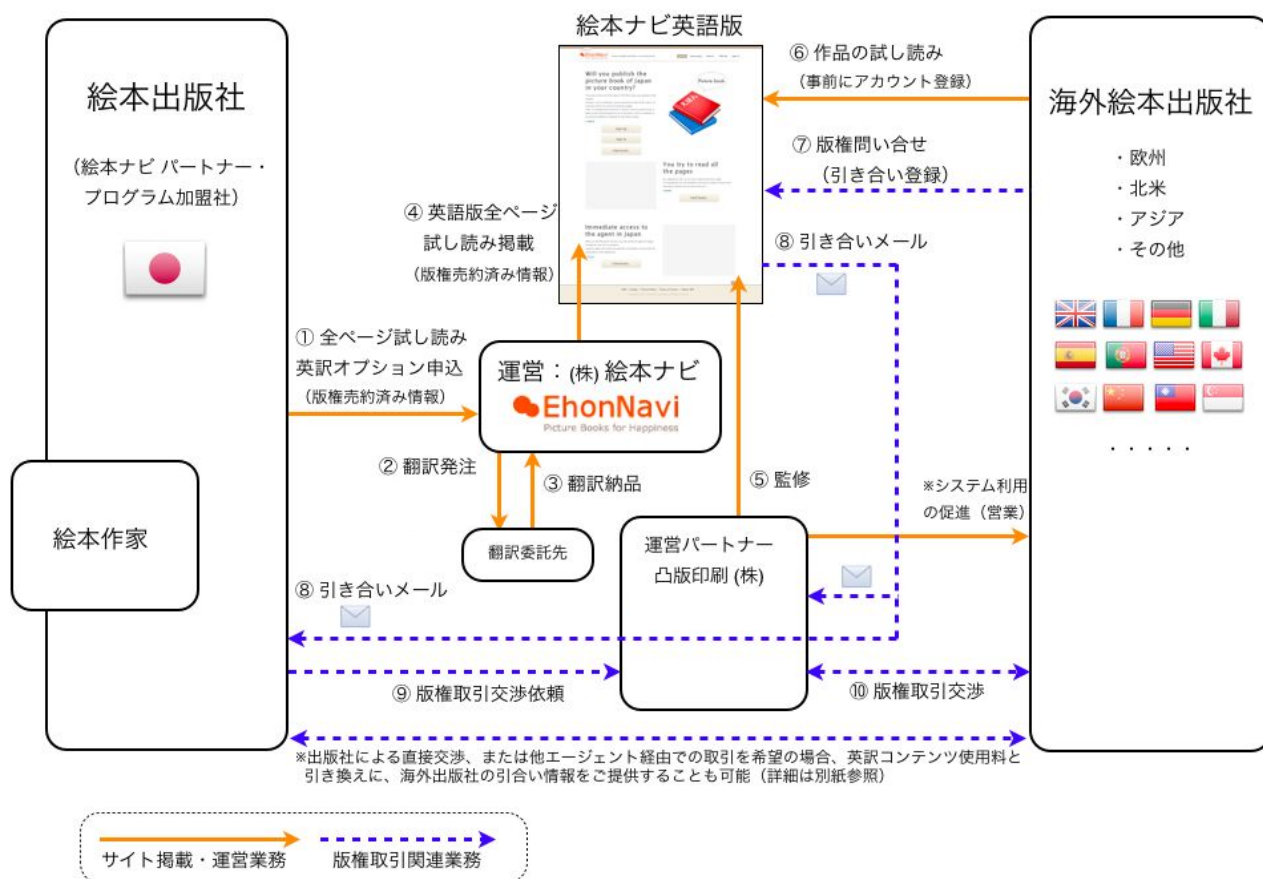 絵本ナビ英語版
絵本出版社
（絵本ナビ パートナー・
プログラム加盟社）
絵本作家
EhonNavi
Will you publish the
picture book of Japan
in your country?
Picture book
You try to read all
the pages
Immediate access to
the agent in Japan
⑥ 作品の試し読み
（事前にアカウント登録）
⑦ 版権問い合せ
（引き合い登録）
海外絵本出版社
・欧州
・北米
・アジア
・その他
・・・・・
④ 英語版全ページ
試し読み掲載
（版権売約済み情報）
⑧ 引き合いメール
① 全ページ試し読み
英訳オプション申込
（版権売約済み情報）
運営：(株) 絵本ナビ
EhonNavi
Picture Books for Happiness
② 翻訳発注
③ 翻訳納品
⑤ 監修
※システム利用
の促進（営業）
翻訳委託先
運営パートナー
凸版印刷 (株)
⑧ 引き合いメール
⑨ 版権取引交渉依頼
⑩ 版権取引交渉
※出版社による直接交渉、または他エージェント経由での取引を希望の場合、英訳コンテンツ使用料と
引き換えに、海外出版社の引合い情報をご提供することも可能（詳細は別紙参照）
サイト掲載・運営業務
版権取引関連業務